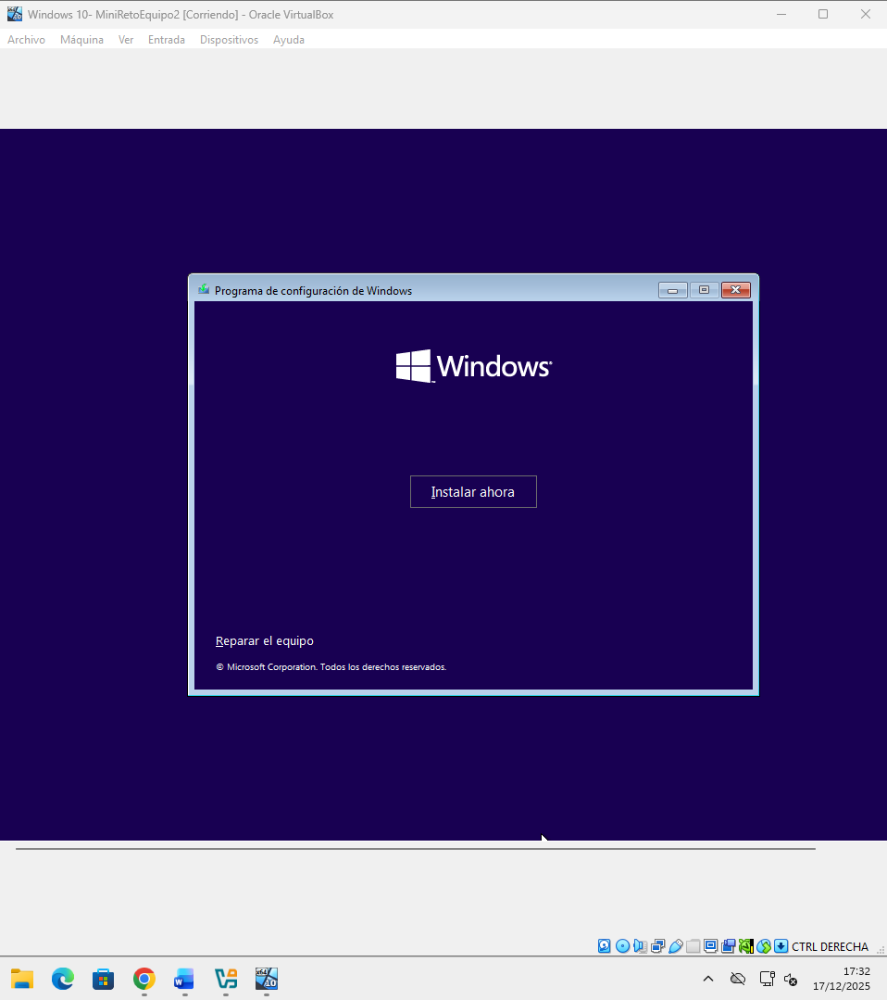 Windows 10- MiniRetoEquipo2 [Corriendo] - Oracle VirtualBox
Archivo Máquina Ver Entrada Dispositivos Ayuda
Programa de configuración de Windows
Windows
Instalar ahora
Reparar el equipo
© Microsoft Corporation. Todos los derechos reservados.
CTRL DERECHA
17:32
17/12/2025